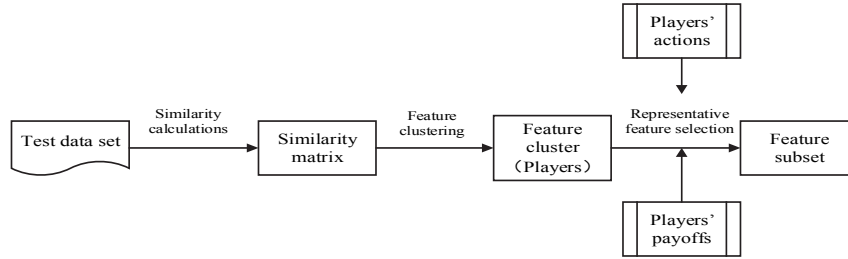 Players'
actions
Similarity
calculations
Feature
clustering
Representative
feature selection
Test data set
Similarity
matrix
Feature
cluster
（Players）
Feature
subset
Players'
payoffs